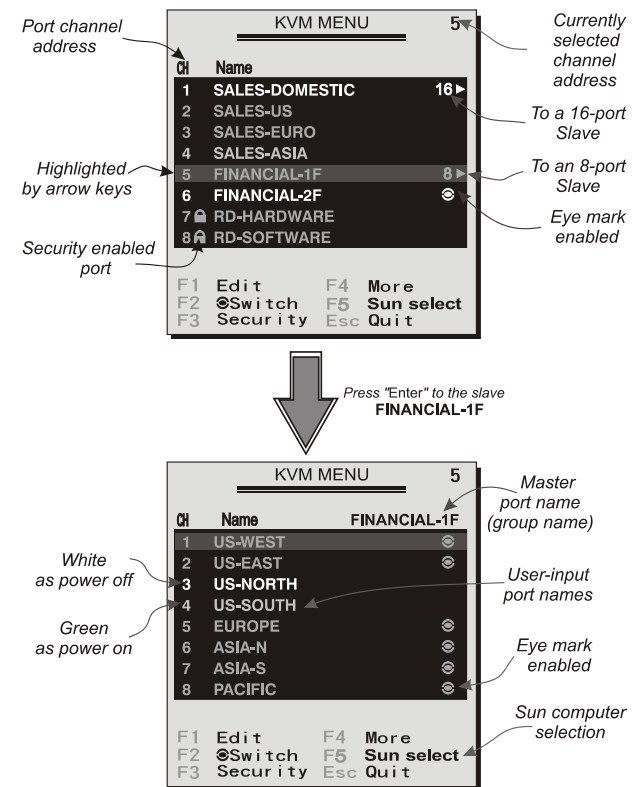 Port channel
address
KVM MENU 5
Currently
selected
channel
address
CH Name
1 SALES-DOMESTIC 16►
2 SALES-US
3 SALES-EURO
4 SALES-ASIA
5 FINANCIAL-1F 8►
6 FINANCIAL-2F
7 RD-HARDWARE
8 RD-SOFTWARE
Highlighted
by arrow keys
Security enabled
port
To a 16-port
Slave
To an 8-port
Slave
Eye mark
enabled
F1 Edit F4 More
F2 Switch F5 Sun select
F3 Security Esc Quit
Press "Enter" to the slave
FINANCIAL-1F
KVM MENU 5
Master
port name
(group name)
CH Name FINANCIAL-1F
1 US-WEST
2 US-EAST
3 US-NORTH
4 US-SOUTH
5 EUROPE
6 ASIA-N
7 ASIA-S
8 PACIFIC
White
as power off
Green
as power on
User-input
port names
Eye mark
enabled
Sun computer
selection
F1 Edit F4 More
F2 Switch F5 Sun select
F3 Security Esc Quit